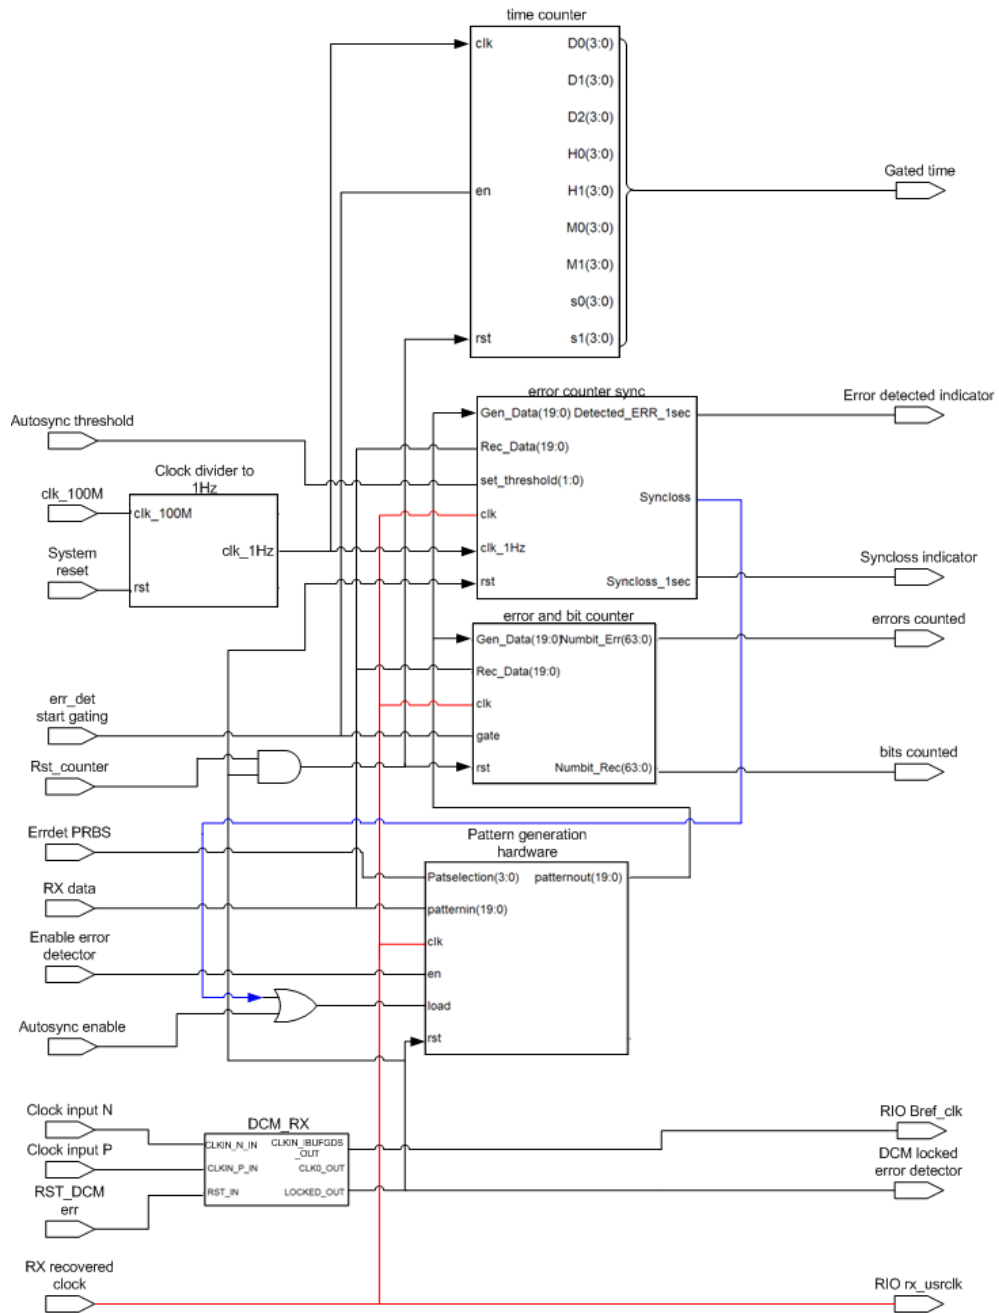 time counter
clk
D0(3:0)
D1(3:0)
D2(3:0)
H0(3:0)
en
H1(3:0)
M0(3:0)
M1(3:0)
s0(3:0)
rst
s1(3:0)
Gated time
error counter sync
Gen_Data(19:0) Detected_ERR_1sec
Rec_Data(19:0)
set_threshold(1:0)
Syncloss
clk
clk_1Hz
rst
Syncloss_1sec
Error detected indicator
Syncloss indicator
Autosync threshold
Clock divider to
1Hz
clk_100M
clk_100M
clk_1Hz
System
reset
rst
error and bit counter
Gen_Data(19:0)Numbit_Err(63:0)
Rec_Data(19:0)
clk
gate
rst
Numbit_Rec(63:0)
errors counted
bits counted
err_det
start gating
Rst_counter
Errdet PRBS
RX data
Enable error
detector
Autosync enable
Pattern generation
hardware
Patselection(3:0)
patternout(19:0)
patternin(19:0)
clk
en
load
rst
Clock input N
Clock input P
RST_DCM
err
DCM_RX
CLKIN_N_IN
CLKIN_IBUFGDS
_OUT
CLKIN_P_IN
CLK0_OUT
RST_IN
LOCKED_OUT
RIO Bref_clk
DCM locked
error detector
RX recovered
clock
RIO rx_usrclk